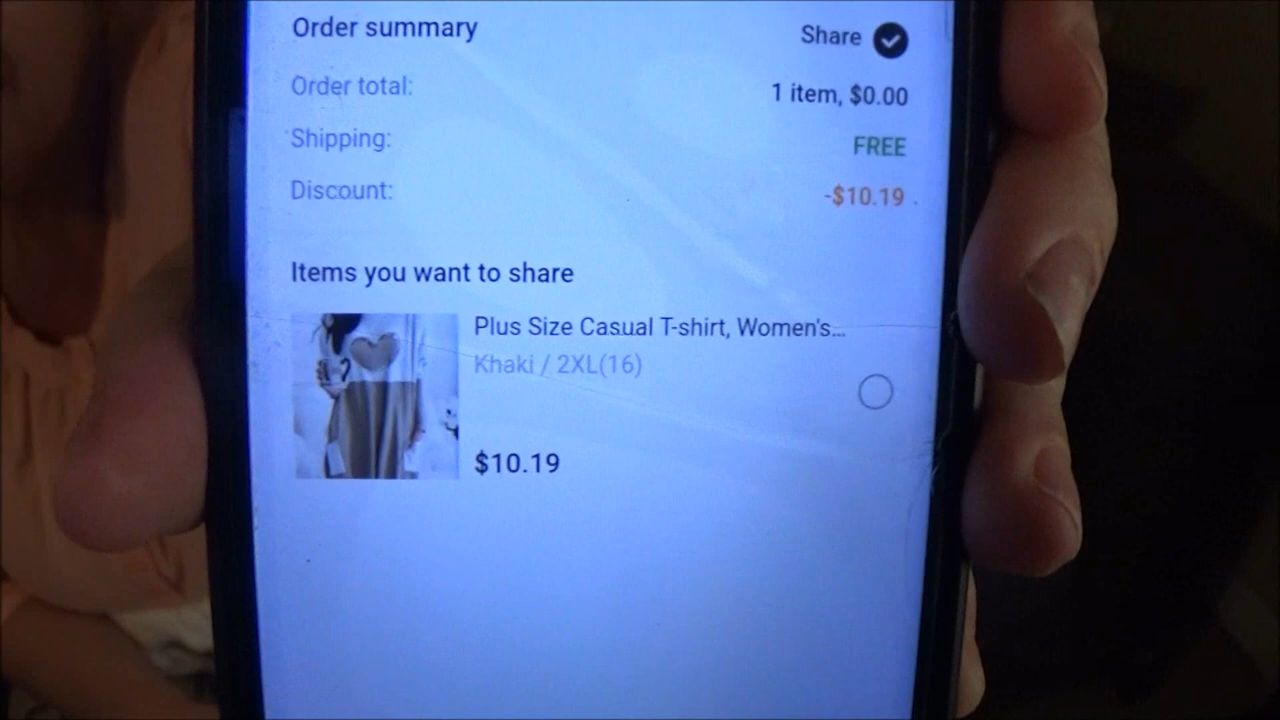 Order summary
Share
Order total:
1 item, $0.00
Shipping:
FREE
Discount:
-$10.19
Items you want to share
Plus Size Casual T-shirt, Women's...
Khaki / 2XL(16)
$10.19